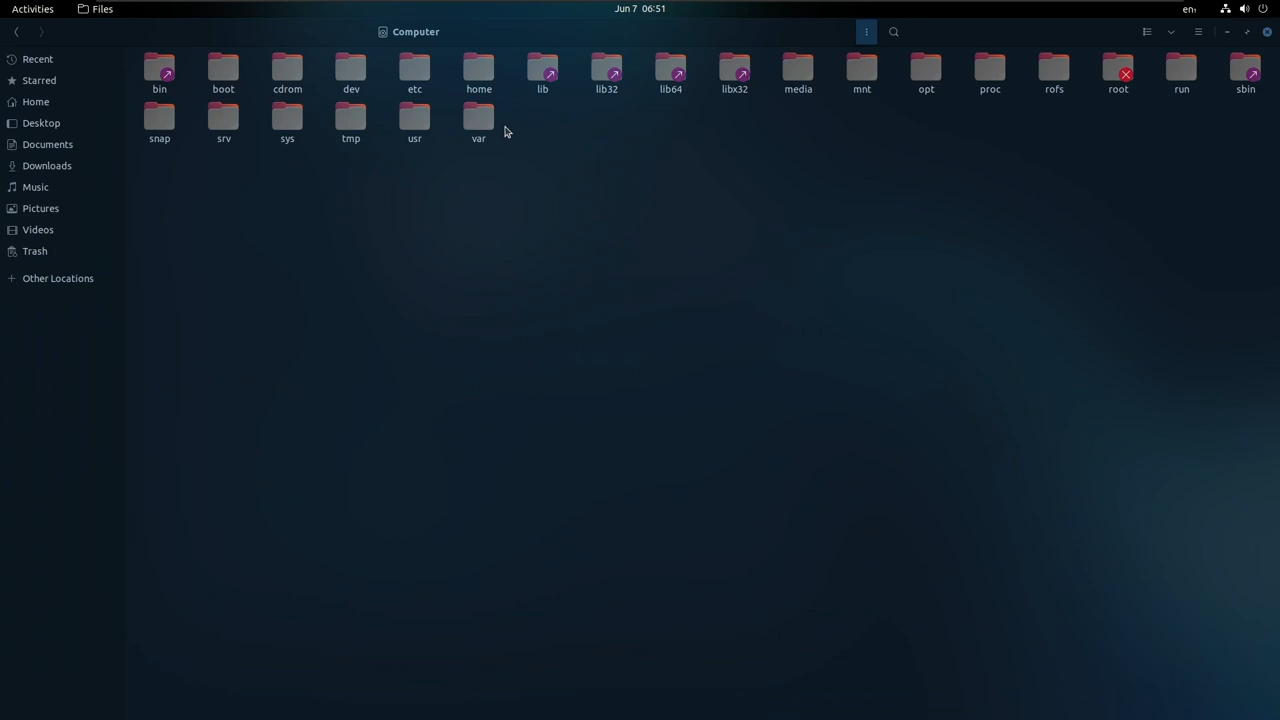 Activities Files Jun 7 06:51 en₁
Computer
Recent
Starred
Home
Desktop
Documents
Downloads
Music
Pictures
Videos
Trash
Other Locations
bin boot cdrom dev etc home lib lib32 lib64 libx32 media mnt opt proc rofs root run sbin
snap srv sys tmp usr var